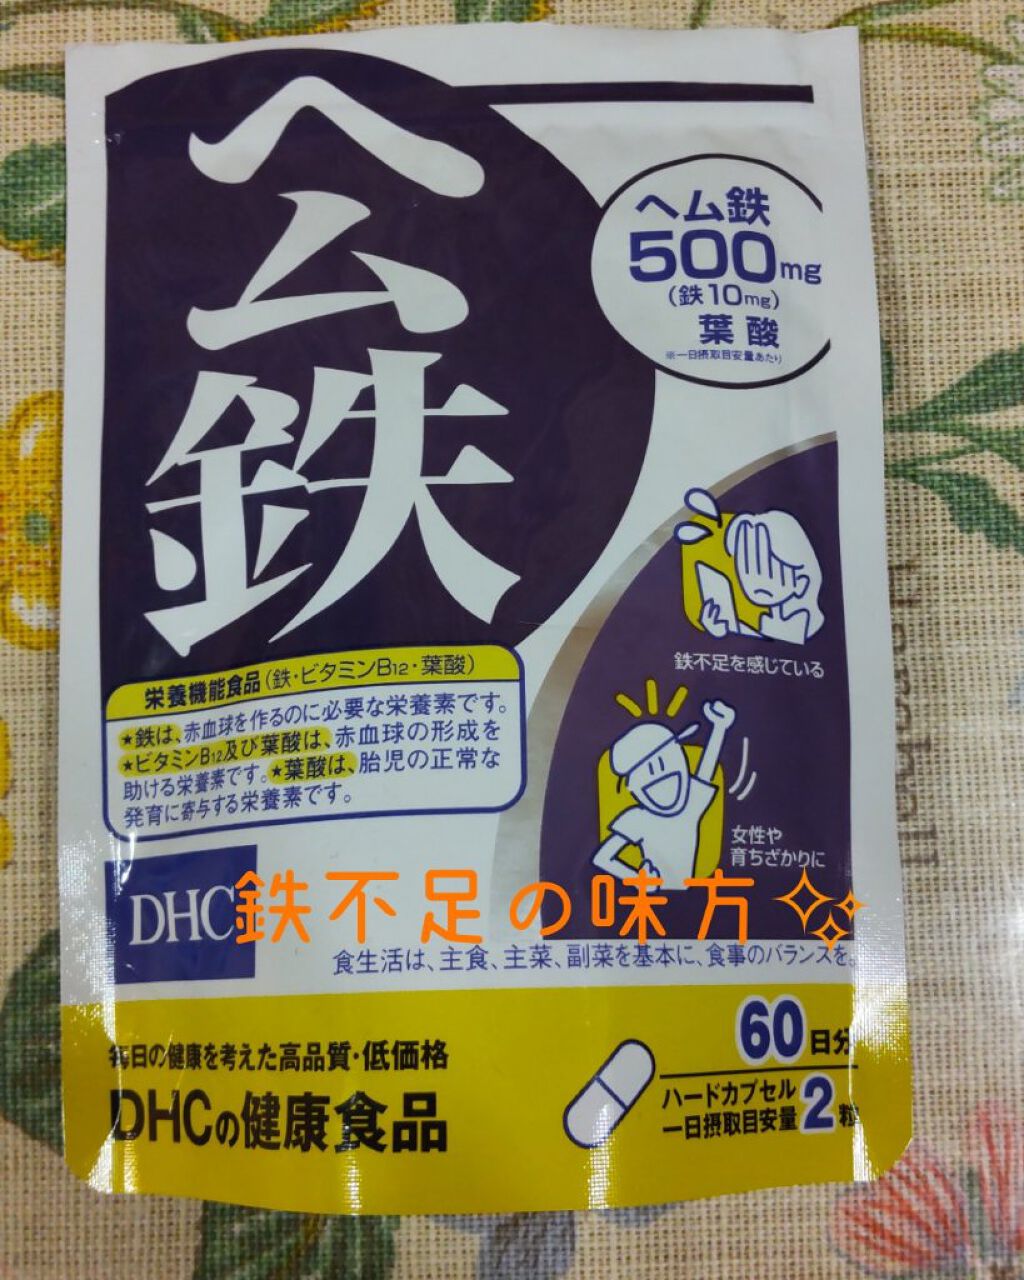 ヘム鉄
ヘム鉄
500mg
(鉄10mg)
葉酸
※一日摂取目安量あたり
鉄不足を感じている
女性や
育ちざかりに
栄養機能食品(鉄・ビタミンB12・葉酸)
★鉄は、赤血球を作るのに必要な栄養素です。
★ビタミンB12及び葉酸は、赤血球の形成を
助ける栄養素です。★葉酸は、胎児の正常な
発育に寄与する栄養素です。
DHC
鉄不足の味方✨
食生活は、主食、主菜、副菜を基本に、食事のバランスを。
毎日の健康を考えた高品質・低価格
DHCの健康食品
60日分
ハードカプセル
一日摂取目安量2粒